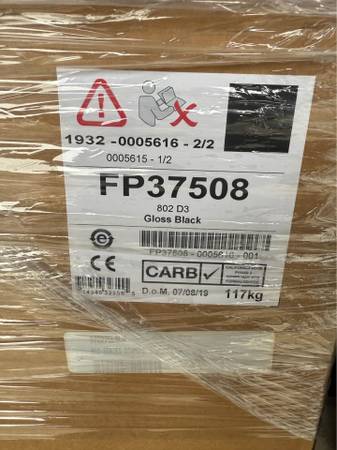 1932 -0005616 - 2/2
0005615 - 1/2
FP37508
802 D3
Gloss Black
FP37508 - 0005616 - 001
CE
CARB
D.o.M. 07/08/19
117kg